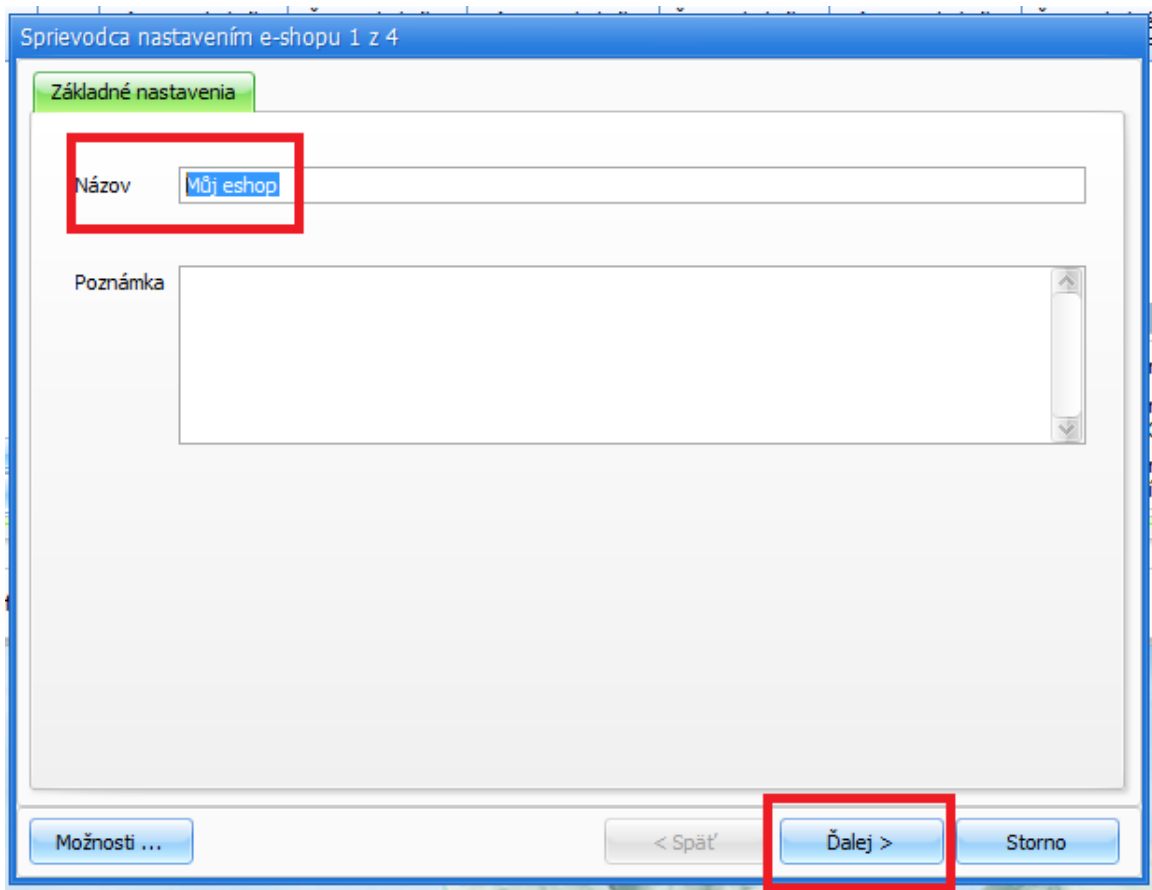 Sprievodca nastavením e-shopu 1 z 4
Základné nastavenia
Názov Můj eshop
Poznámka
Možnosti ... < Späť Ďalej > Storno